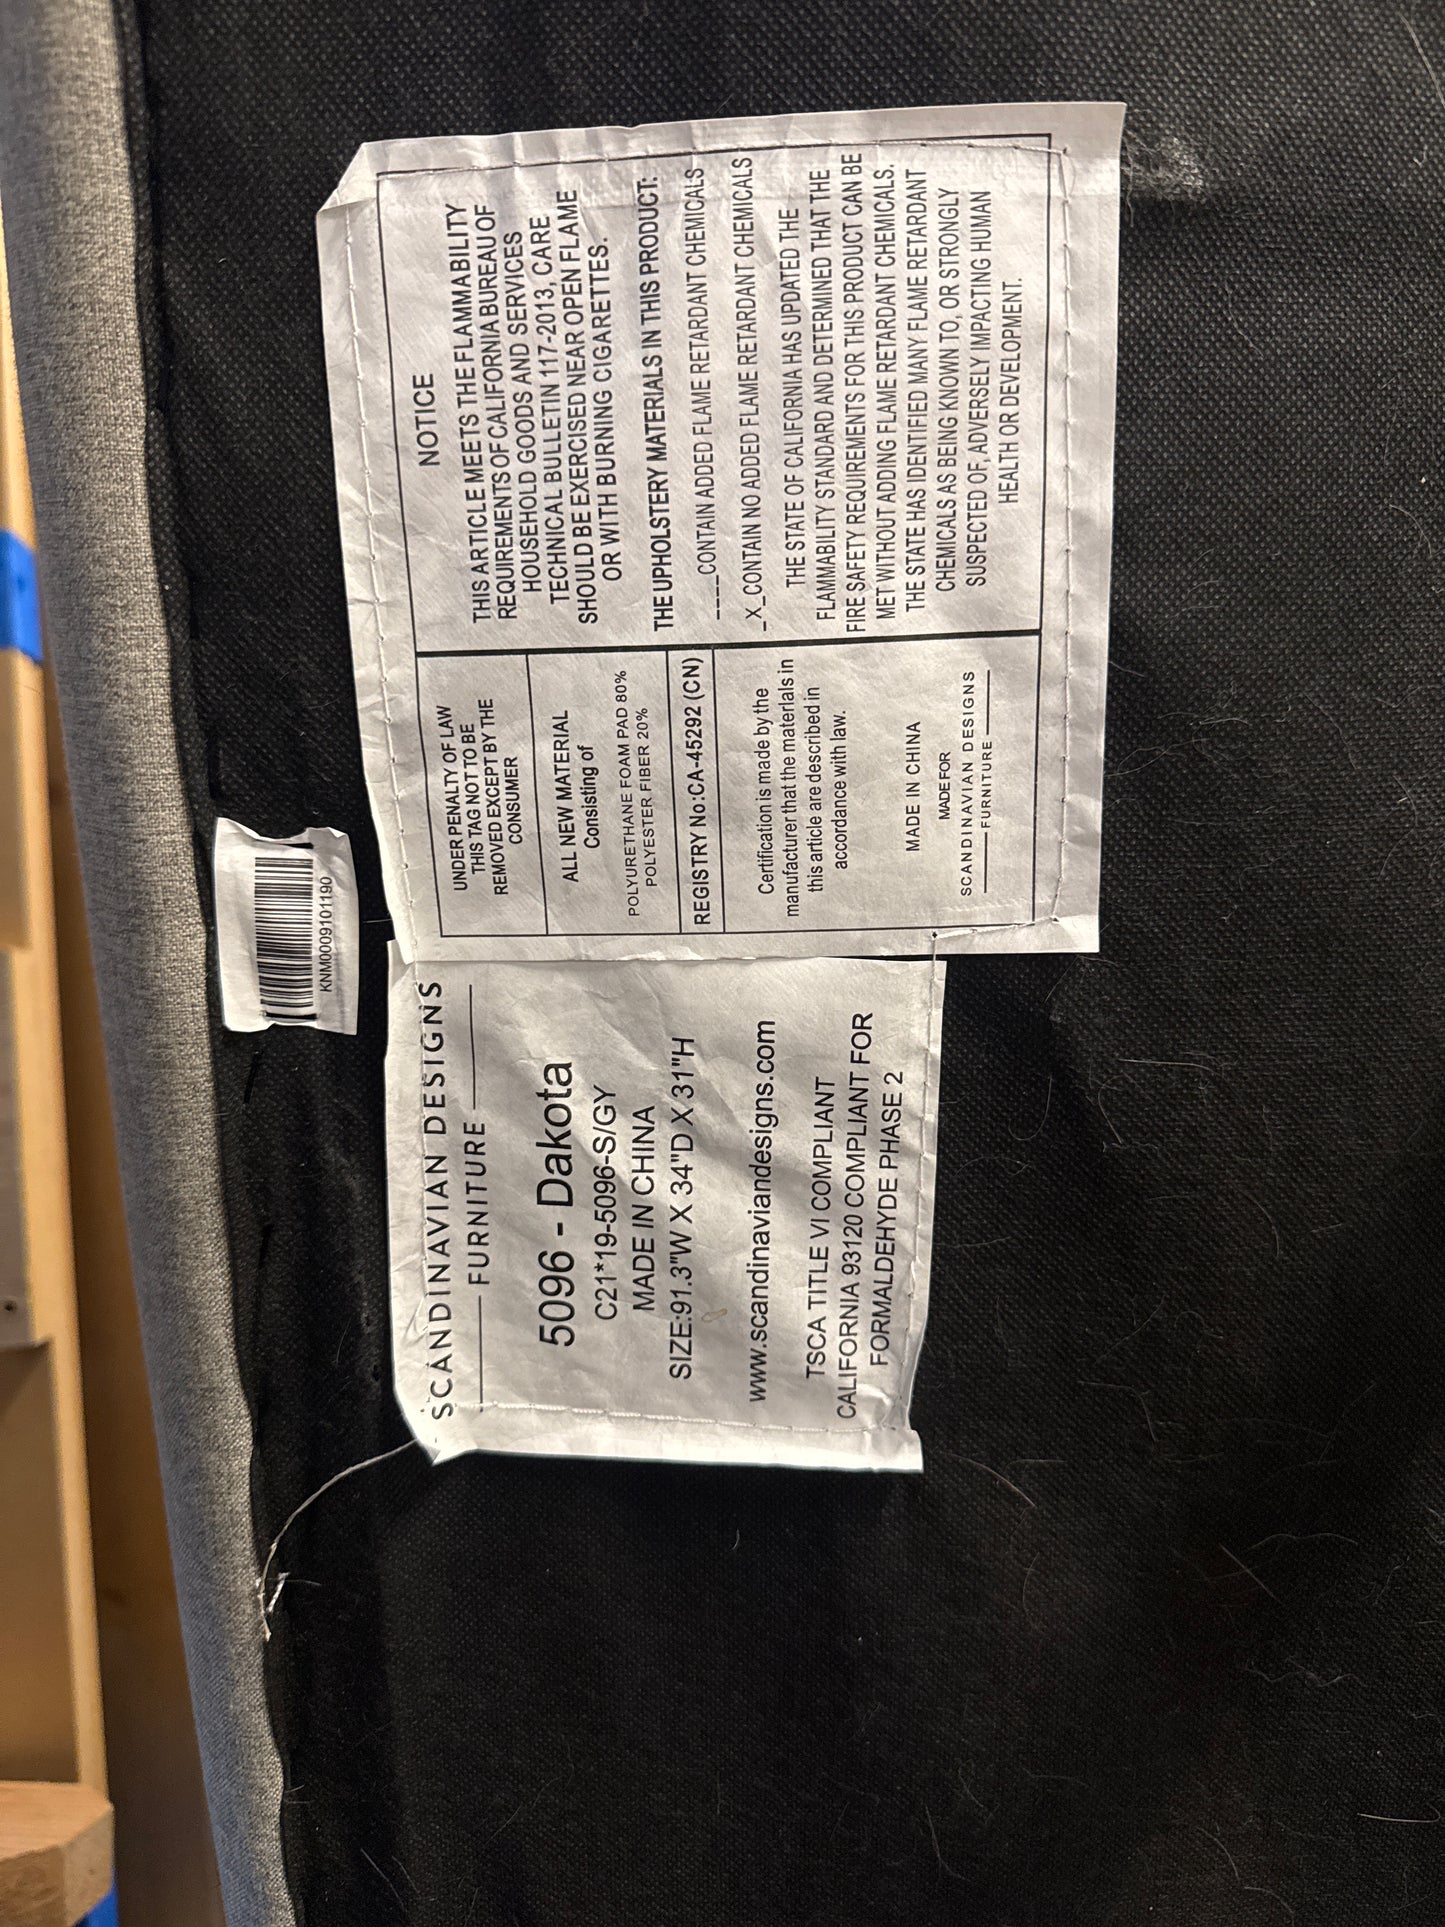 SCANDINAVIAN DESIGNS
FURNITURE
5096 - Dakota
C21*19-5096-S/GY
MADE IN CHINA
SIZE:91.3"W X 34"D X 31"H
www.scandinaviandesigns.com
TSCA TITLE VI COMPLIANT
CALIFORNIA 93120 COMPLIANT FOR
FORMALDEHYDE PHASE 2
KNM0009101190
UNDER PENALTY OF LAW
THIS TAG NOT TO BE
REMOVED EXCEPT BY THE
CONSUMER
ALL NEW MATERIAL
Consisting of
POLYURETHANE FOAM PAD 80%
POLYESTER FIBER 20%
REGISTRY No:CA-45292 (CN)
Certification is made by the
manufacturer that the materials in
this article are described in
accordance with law.
MADE IN CHINA
MADE FOR
SCANDINAVIAN DESIGNS
FURNITURE
NOTICE
THIS ARTICLE MEETS THE FLAMMABILITY
REQUIREMENTS OF CALIFORNIA BUREAU OF
HOUSEHOLD GOODS AND SERVICES
TECHNICAL BULLETIN 117-2013, CARE
SHOULD BE EXERCISED NEAR OPEN FLAME
OR WITH BURNING CIGARETTES.
THE UPHOLSTERY MATERIALS IN THIS PRODUCT:
____CONTAIN ADDED FLAME RETARDANT CHEMICALS
_X_CONTAIN NO ADDED FLAME RETARDANT CHEMICALS
THE STATE OF CALIFORNIA HAS UPDATED THE
FLAMMABILITY STANDARD AND DETERMINED THAT THE
FIRE SAFETY REQUIREMENTS FOR THIS PRODUCT CAN BE
MET WITHOUT ADDING FLAME RETARDANT CHEMICALS.
THE STATE HAS IDENTIFIED MANY FLAME RETARDANT
CHEMICALS AS BEING KNOWN TO, OR STRONGLY
SUSPECTED OF, ADVERSELY IMPACTING HUMAN
HEALTH OR DEVELOPMENT.